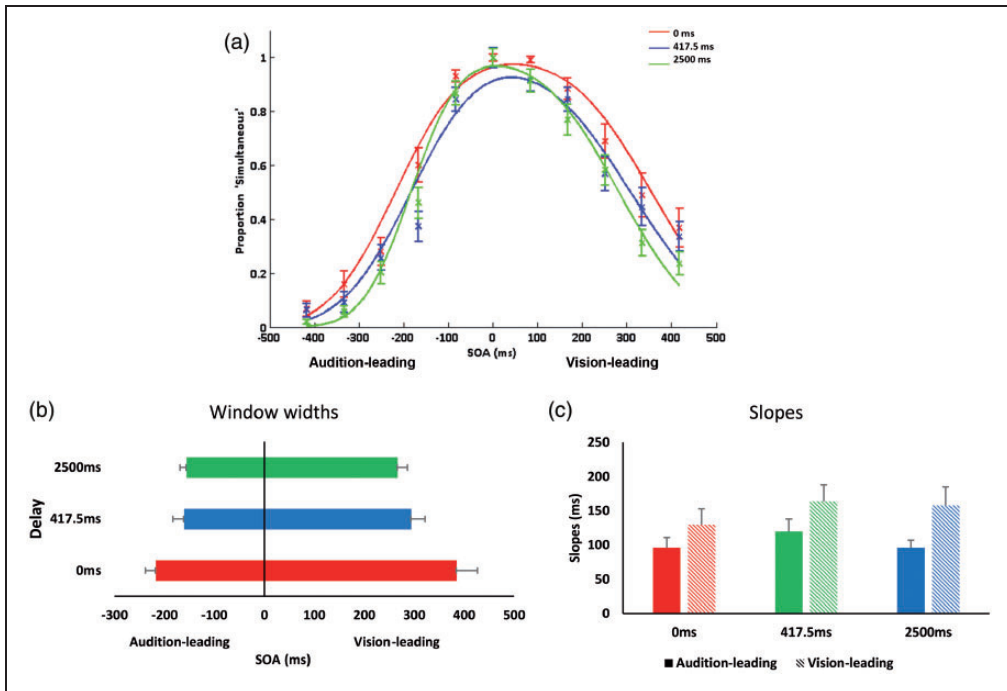 (a)
0 ms
417.5 ms
2500 ms
1
0.8
0.6
0.4
0.2
0
Proportion 'Simultaneous'
-500 -400 -300 -200 -100 0 100 200 300 400 500
SOA (ms)
Audition-leading Vision-leading
(b) Window widths
2500ms
417.5ms
0ms
Delay
-300 -200 -100 0 100 200 300 400 500
Audition-leading Vision-leading
SOA (ms)
(c) Slopes
250
200
150
100
50
0
Slopes (ms)
0ms 417.5ms 2500ms
Audition-leading Vision-leading